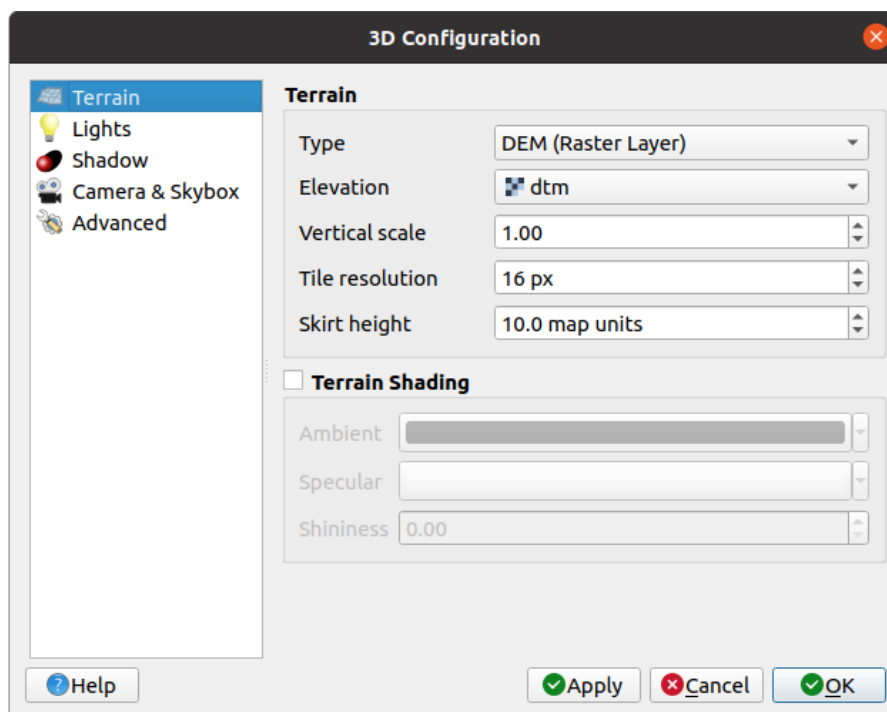 3D Configuration
Terrain
Lights
Shadow
Camera & Skybox
Advanced
Terrain
Type DEM (Raster Layer)
Elevation dtm
Vertical scale 1.00
Tile resolution 16 px
Skirt height 10.0 map units
Terrain Shading
Ambient
Specular
Shininess 0.00
Help Apply Cancel OK